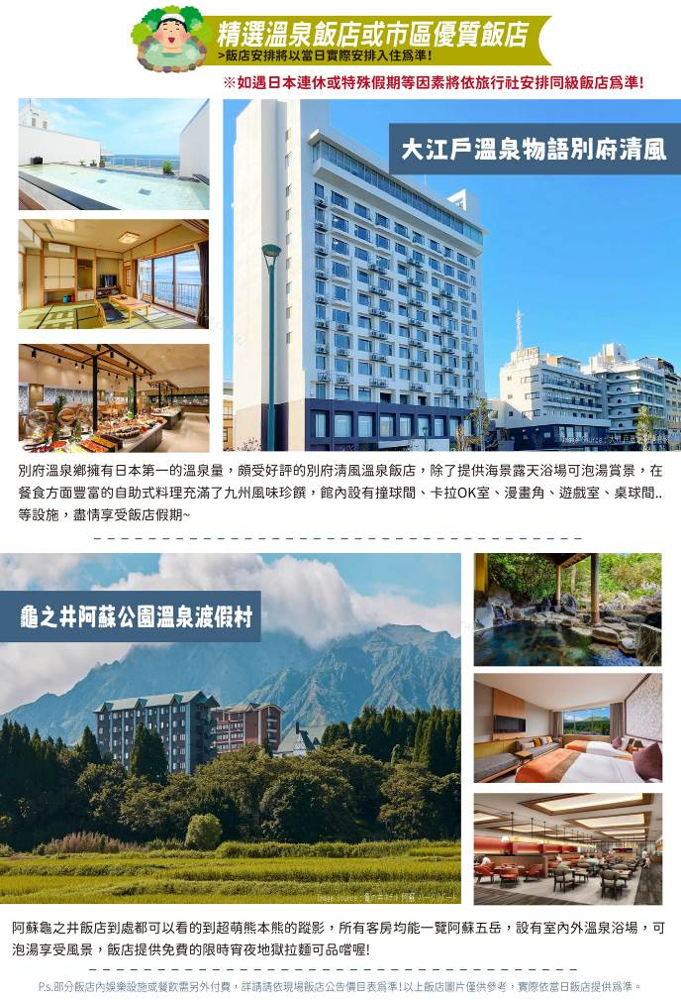 精選溫泉飯店或市區優質飯店
>飯店安排將以當日實際安排入住為準!
※如遇日本連休或特殊假期等因素將依旅行社安排同級飯店為準!
大江戶溫泉物語別府清風
別府溫泉鄉擁有日本第一的溫泉量，頗受好評的別府清風溫泉飯店，除了提供海景露天浴場可泡湯賞景，在
餐食方面豐富的自助式料理充滿了九州風味珍饌，館內設有撞球間、卡拉OK室、漫畫角、遊戲室、桌球間..
等設施，盡情享受飯店假期~
龜之井阿蘇公園溫泉渡假村
阿蘇龜之井飯店到處都可以看的到超萌熊本熊的蹤影，所有客房均能一覽阿蘇五岳，設有室內外溫泉浴場，可
泡湯享受風景，飯店提供免費的限時宵夜地獄拉麵可品嚐喔!
P.s.部分飯店內娛樂設施或餐飲需另外付費，詳請請依現場飯店公告價目表為準!以上飯店圖片僅供參考，實際依當日飯店提供為準。